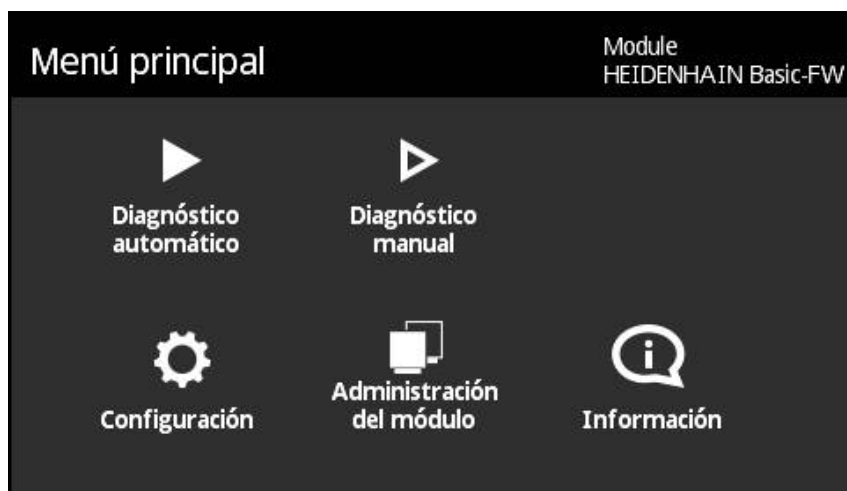 Menú principal
Module
HEIDENHAIN Basic-FW
Diagnóstico
automático
Diagnóstico
manual
Configuración
Administración
del módulo
Información